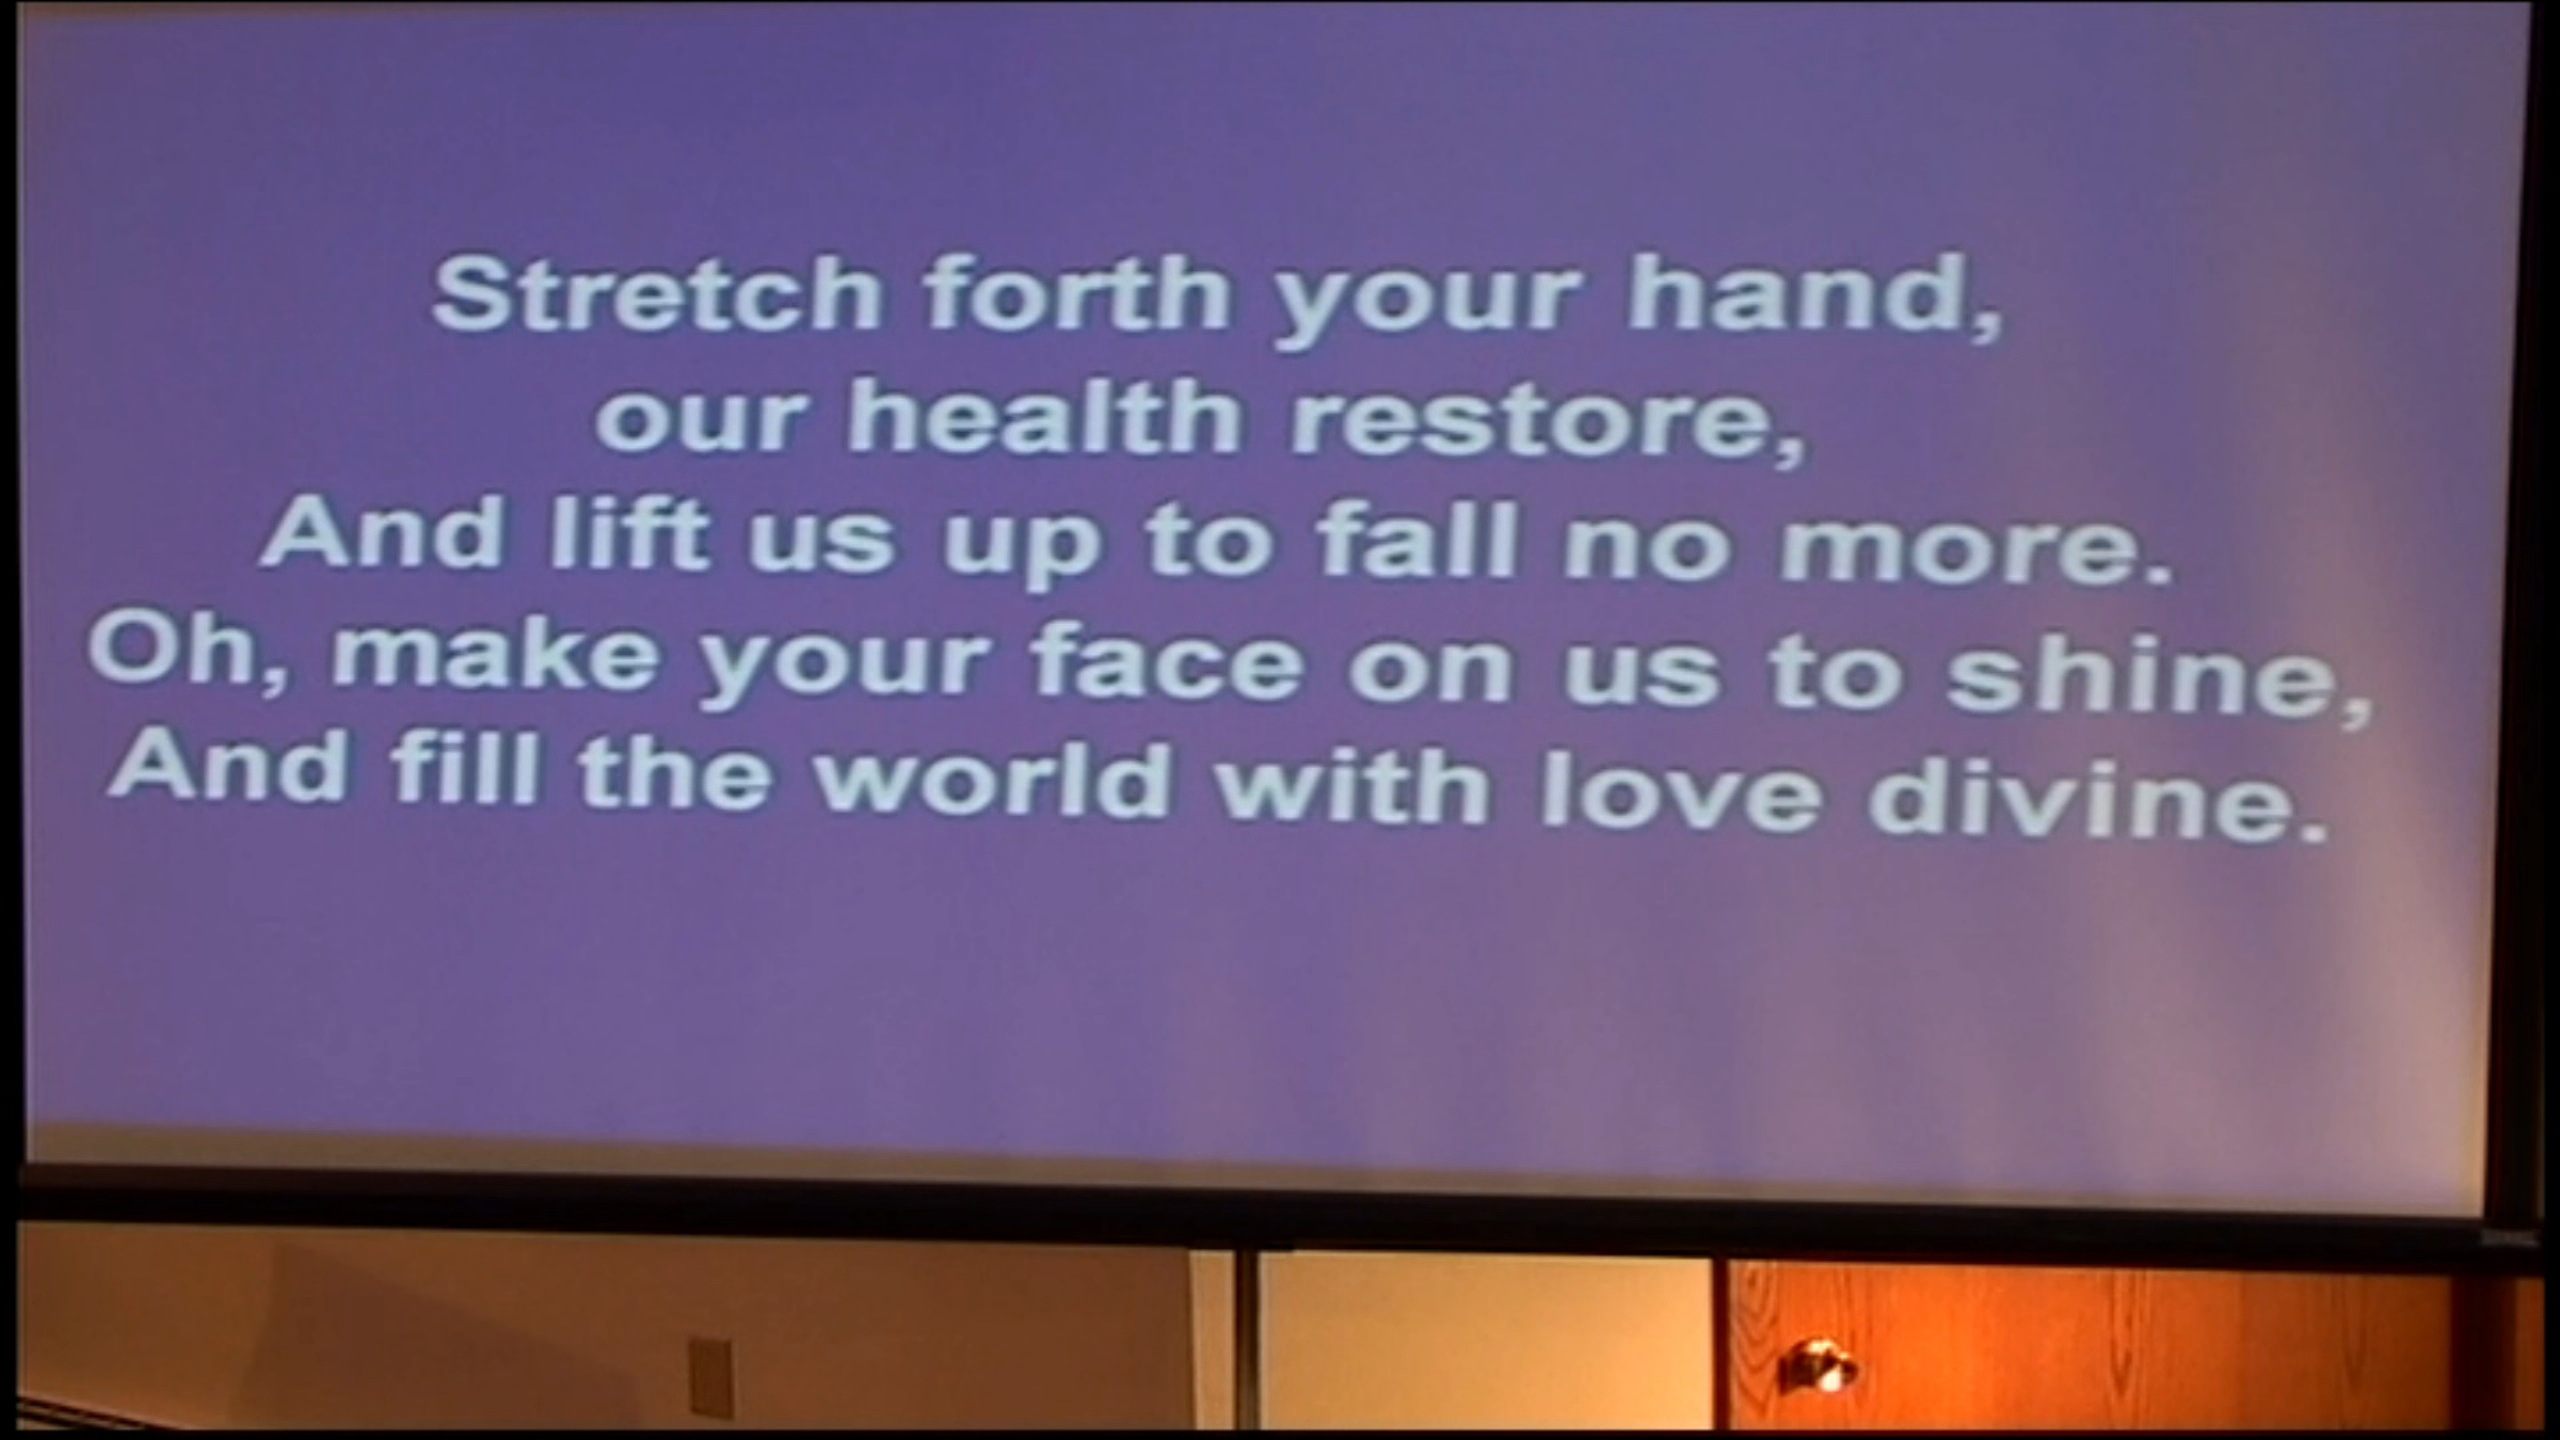 Stretch forth your hand,
our health restore,
And lift us up to fall no more.
Oh, make your face on us to shine,
And fill the world with love divine.